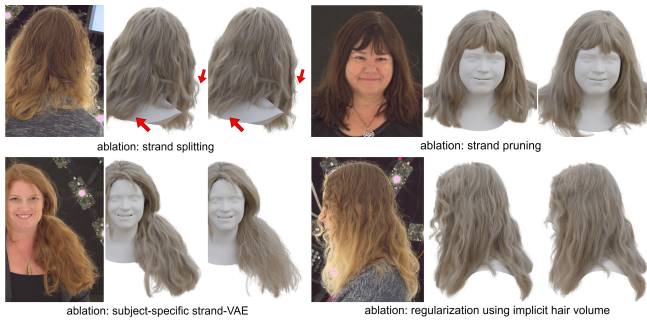 ablation: strand splitting
ablation: strand pruning
ablation: subject-specific strand-VAE
ablation: regularization using implicit hair volume